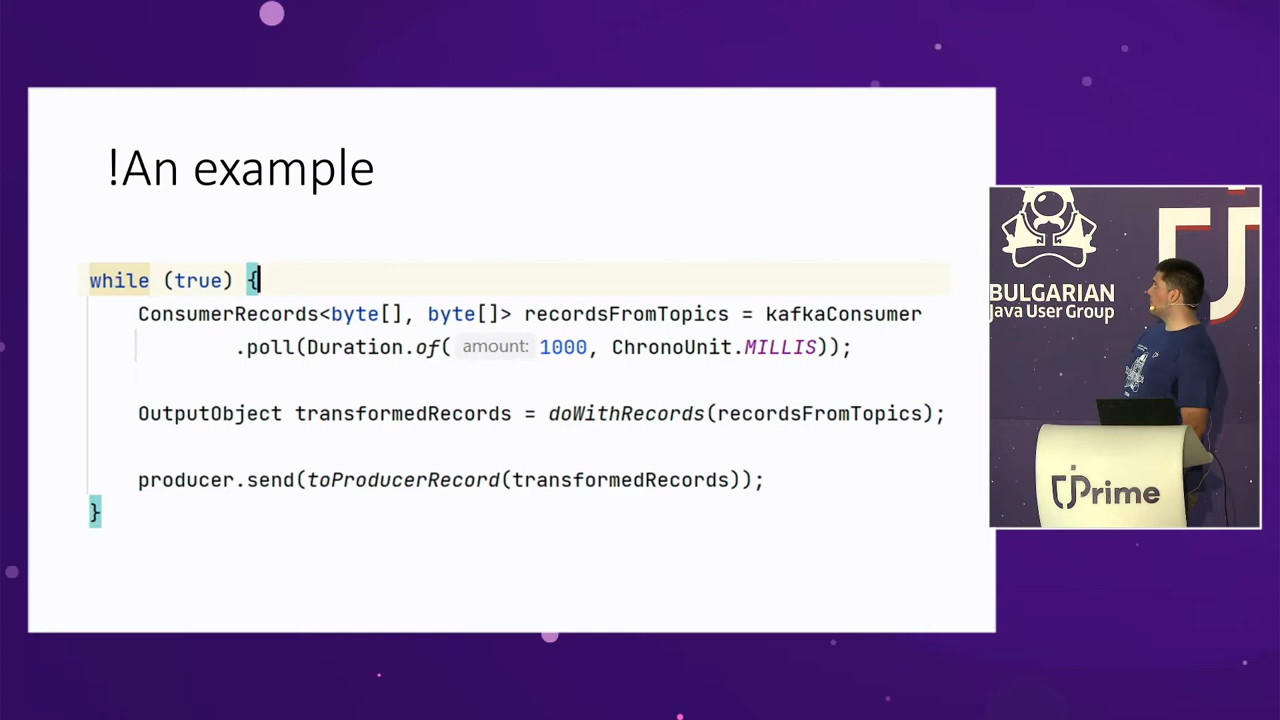 !An example
while (true) {
ConsumerRecords<byte[], byte[]> recordsFromTopics = kafkaConsumer
.poll(Duration.of( amount: 1000, ChronoUnit.MILLIS));
OutputObject transformedRecords = doWithRecords(recordsFromTopics);
producer.send(toProducerRecord(transformedRecords));
}
BULGARIAN
Java User Group
jPrime